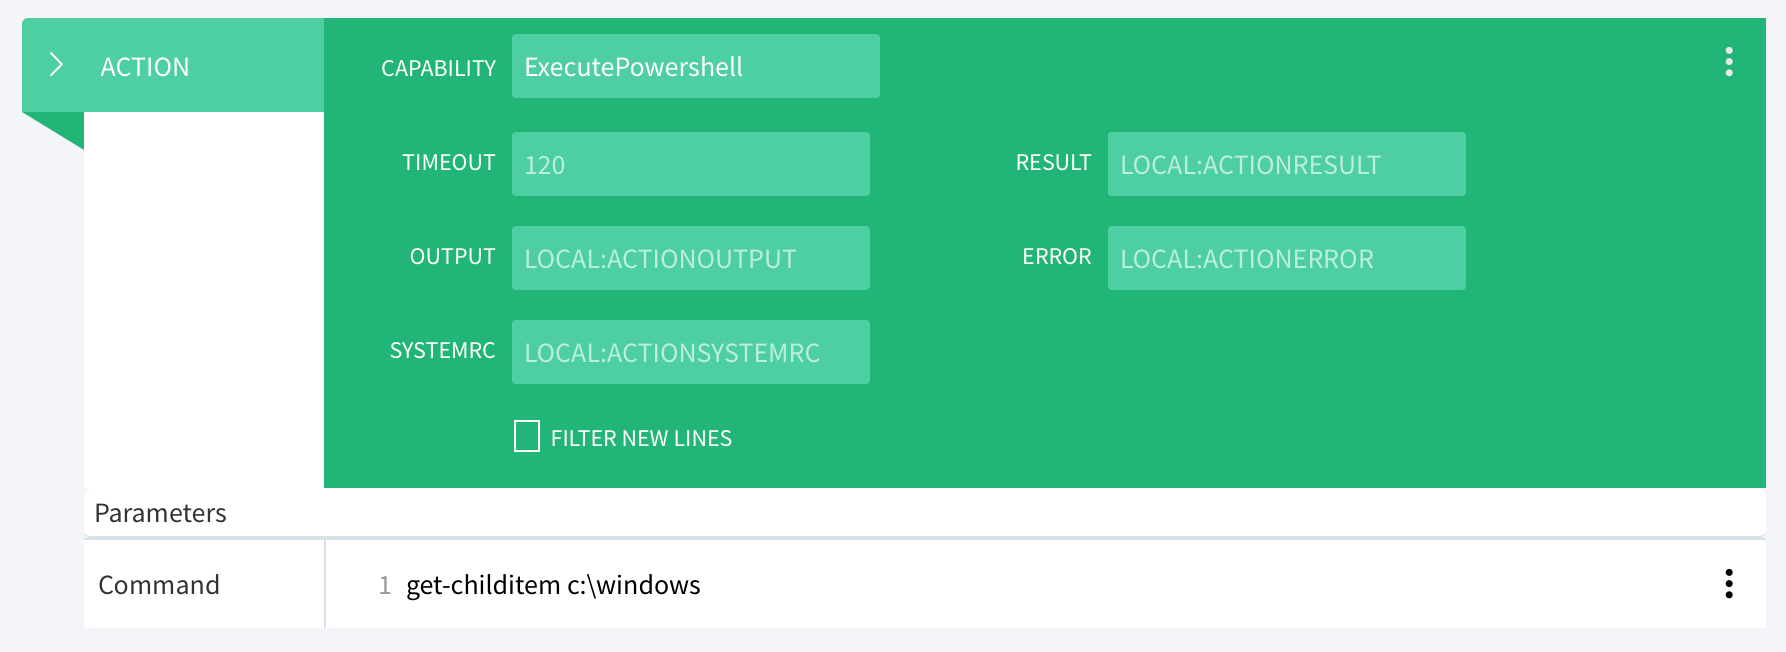 ACTION
CAPABILITY ExecutePowershell
TIMEOUT 120 RESULT LOCAL:ACTIONRESULT
OUTPUT LOCAL:ACTIONOUTPUT ERROR LOCAL:ACTIONERROR
SYSTEMRC LOCAL:ACTIONSYSTEMRC
FILTER NEW LINES
Parameters
Command 1 get-childitem c:\windows